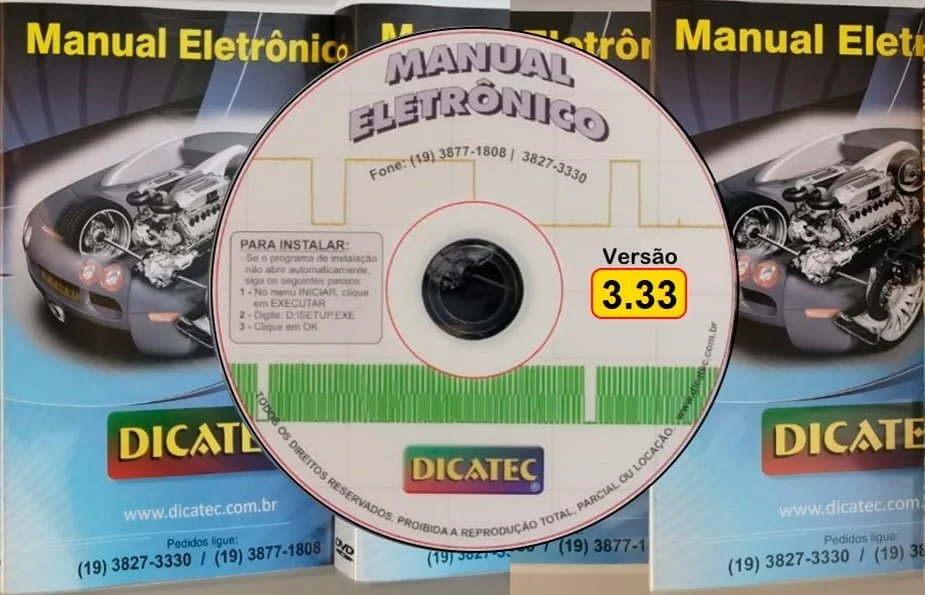 Manual Eletrônico
Manual Eletrôn
Manual Elet
MANUAL
ELETRÔNICO
Fone: (19) 3877-1808 | 3827-3330
PARA INSTALAR:
- Se o programa de instalação
não abrir automaticamente,
siga os seguintes passos:
1 - No menu INICIAR, clique
em EXECUTAR
2 - Digite: D:\SETUP.EXE
3 - Clique em OK
Versão
3.33
www.dicatec.com.br
TODOS OS DIREITOS RESERVADOS. PROIBIDA A REPRODUÇÃO TOTAL, PARCIAL OU LOCAÇÃO.
DICATEC®
DICATEC
www.dicatec.com.br
Pedidos ligue:
(19) 3827-3330 / (19) 3877-1808
DVD
(19) 3877-1
DICATE
www.dicatec.com
Pedidos ligue:
(19) 3827-3330 / (19) 38